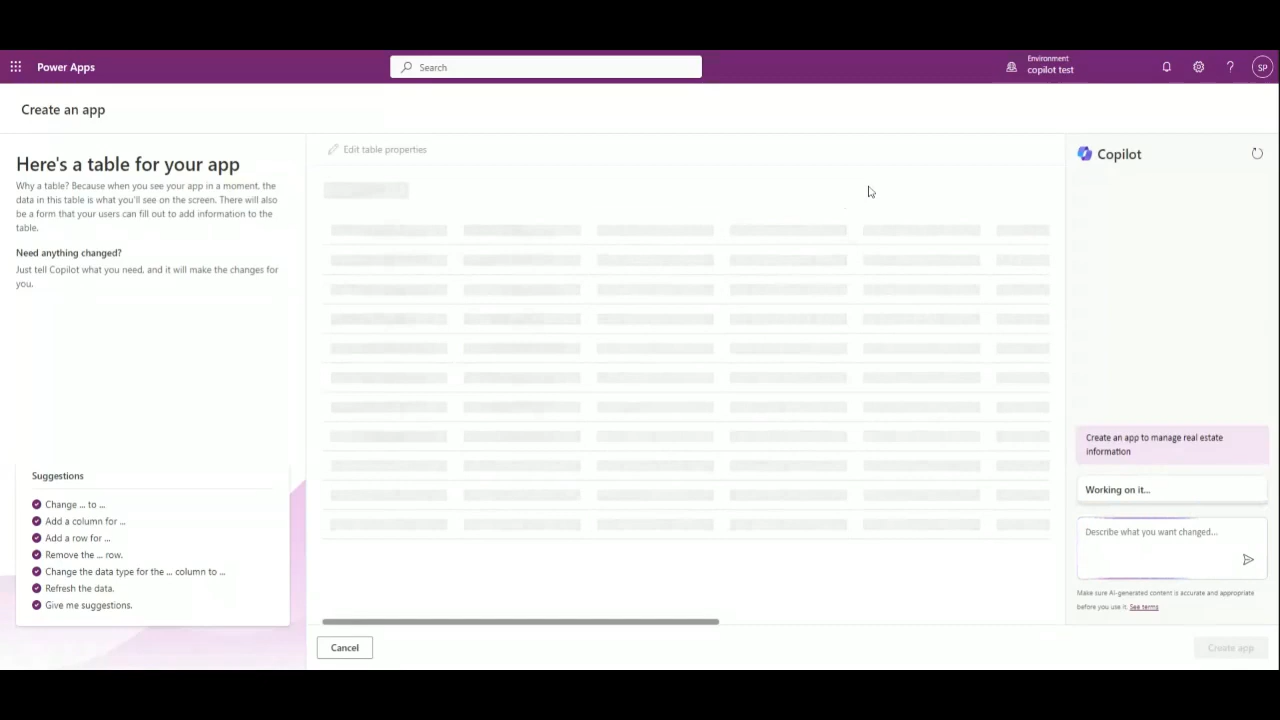 Power Apps
Search
Environment
copilot test
SP
Create an app
Here's a table for your app
Why a table? Because when you see your app in a moment, the
data in this table is what you'll see on the screen. There will also
be a form that your users can fill out to add information to the
table.
Need anything changed?
Just tell Copilot what you need, and it will make the changes for
you.
Suggestions
Change ... to ...
Add a column for ...
Add a row for ...
Remove the ... row.
Change the data type for the ... column to ...
Refresh the data.
Give me suggestions.
Edit table properties
Cancel
Copilot
Create an app to manage real estate
information
Working on it...
Describe what you want changed...
Make sure AI-generated content is accurate and appropriate
before you use it. See terms
Create app